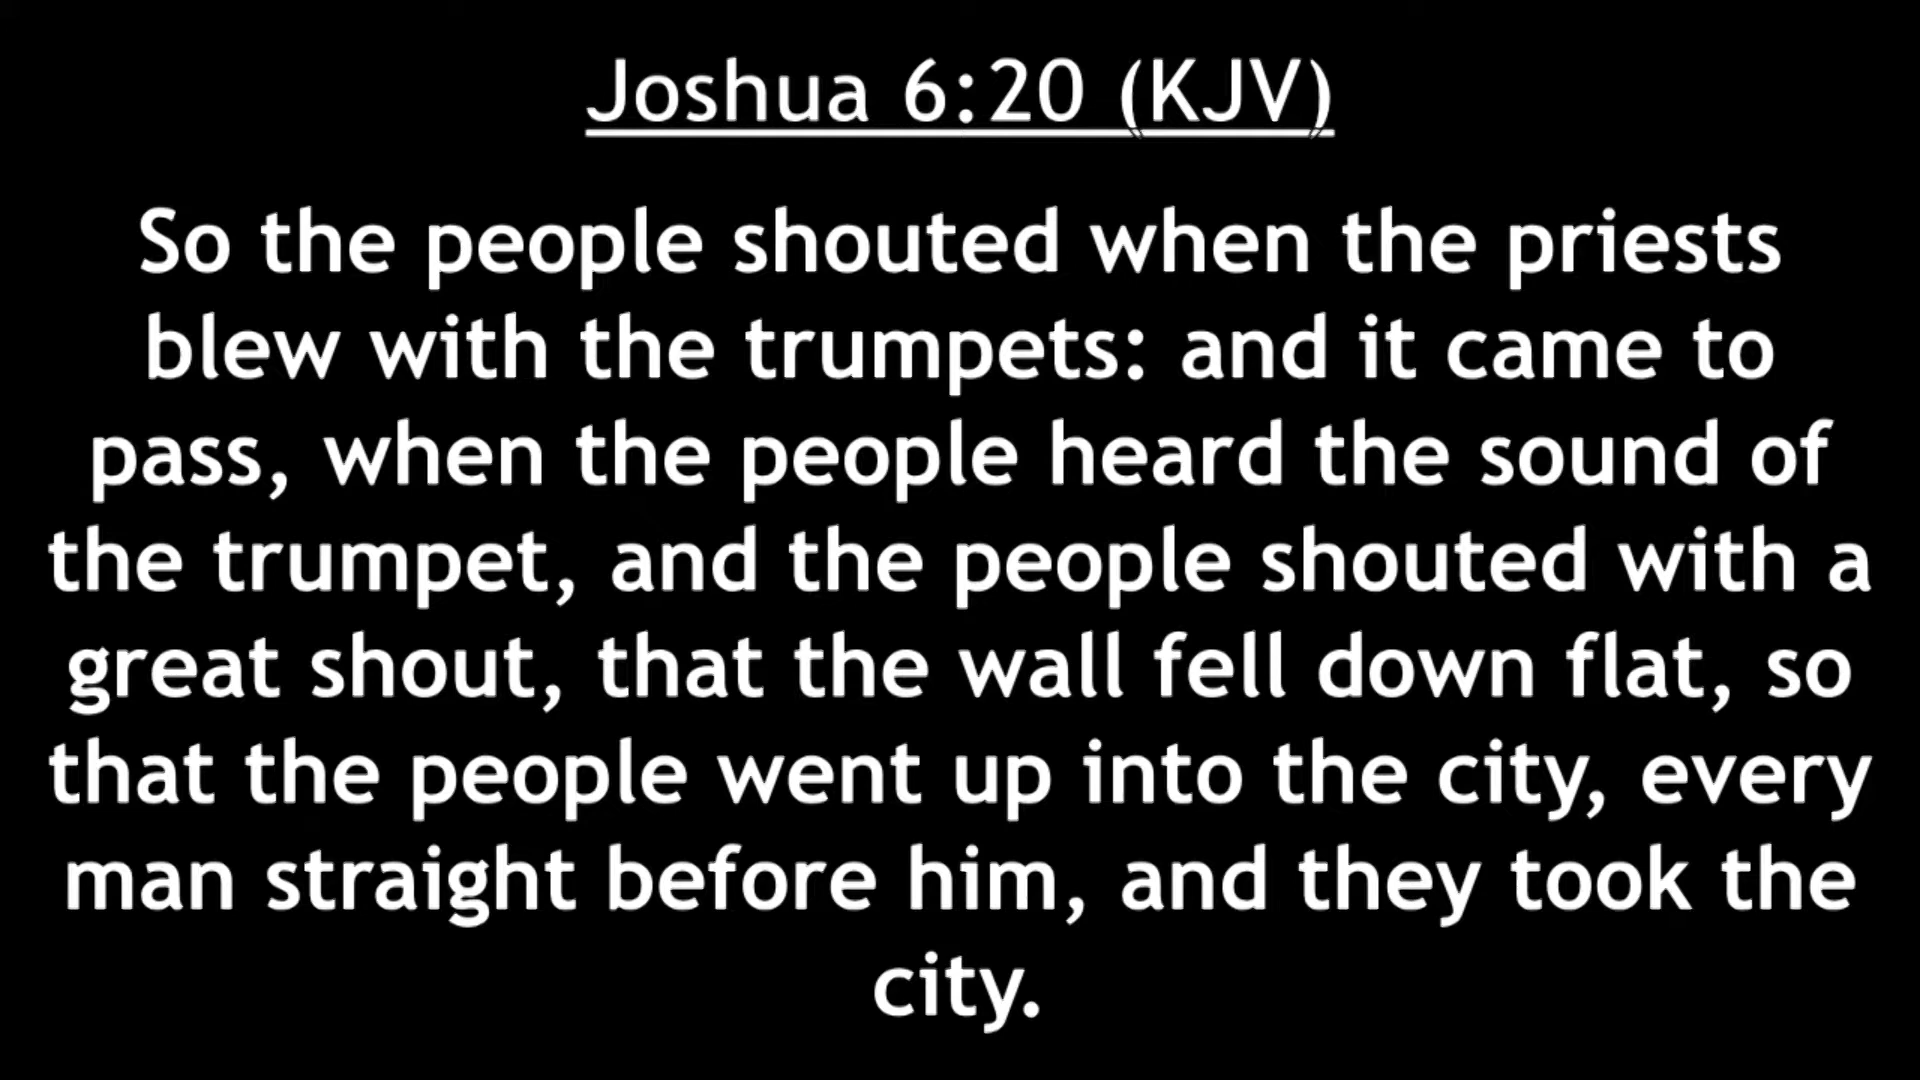 Joshua 6:20 (KJV)
So the people shouted when the priests
blew with the trumpets: and it came to
pass, when the people heard the sound of
the trumpet, and the people shouted with a
great shout, that the wall fell down flat, so
that the people went up into the city, every
man straight before him, and they took the
city.